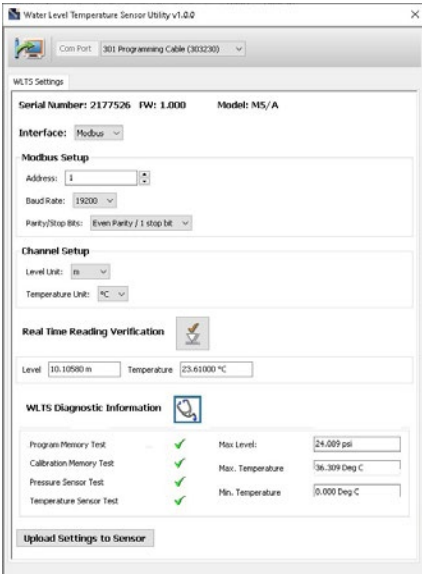 Water Level Temperature Sensor Utility v1.0.0
Com Port 301 Programming Cable (303230)
WLTS Settings
Serial Number: 2177526 FW: 1.000 Model: M5/A
Interface: Modbus
Modbus Setup
Address: 1
Baud Rate: 19200
Parity/Stop Bits: Even Parity / 1 stop bit
Channel Setup
Level Unit: m
Temperature Unit: °C
Real Time Reading Verification
Level 10.10580 m Temperature 23.61000 °C
WLTS Diagnostic Information
Program Memory Test Max Level: 24.089 psi
Calibration Memory Test Max. Temperature 36.309 Deg C
Pressure Sensor Test Min. Temperature 0.000 Deg C
Temperature Sensor Test
Upload Settings to Sensor